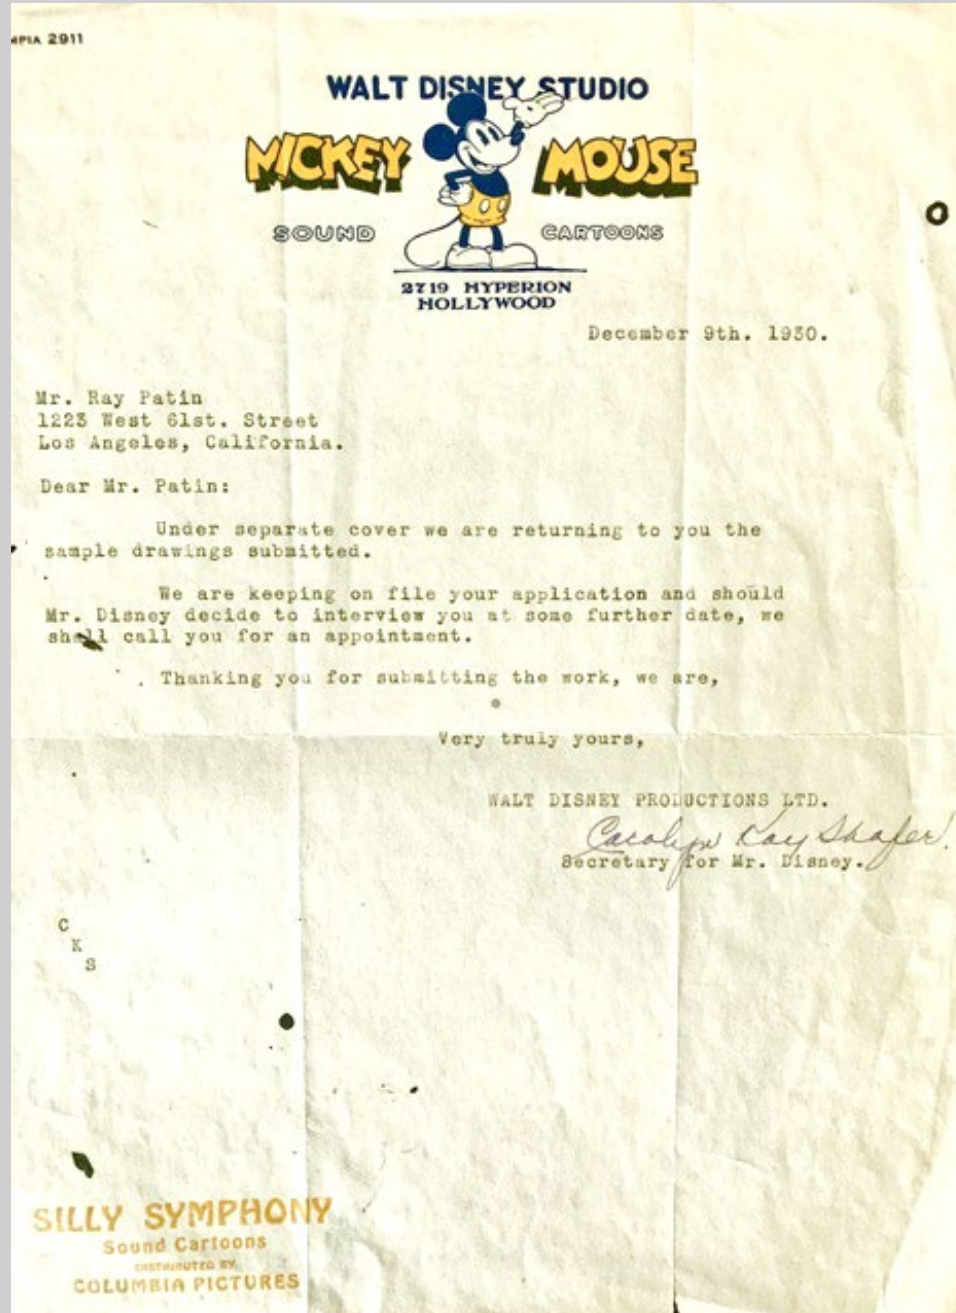 MPIA 2911
WALT DISNEY STUDIO
MICKEY MOUSE
SOUND CARTOONS
2719 HYPERION
HOLLYWOOD
December 9th. 1930.
Mr. Ray Patin
1223 West 61st. Street
Los Angeles, California.
Dear Mr. Patin:
Under separate cover we are returning to you the
sample drawings submitted.
We are keeping on file your application and should
Mr. Disney decide to interview you at some further date, we
shall call you for an appointment.
Thanking you for submitting the work, we are,
Very truly yours,
WALT DISNEY PRODUCTIONS LTD.
Carolyn Kay Shafer.
Secretary for Mr. Disney.
C
K
S
SILLY SYMPHONY
Sound Cartoons
DISTRIBUTED BY
COLUMBIA PICTURES